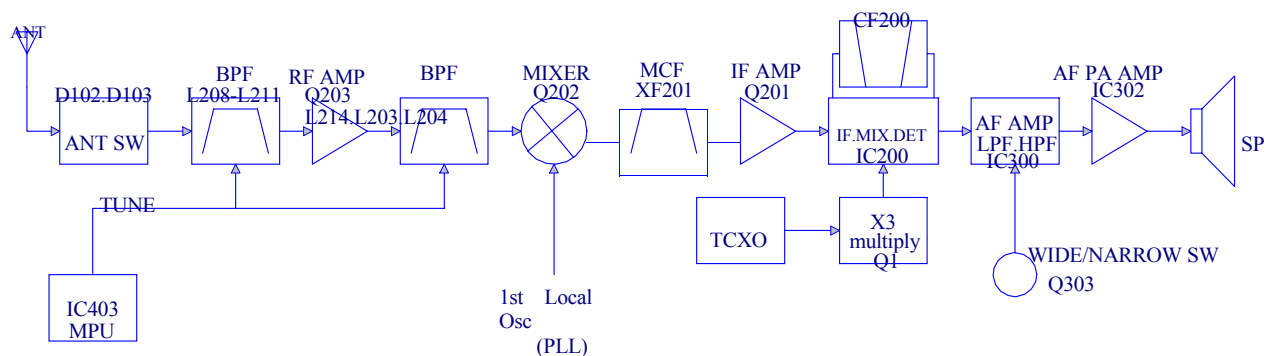 ANT
D102.D103
ANT SW
BPF
L208-L211
RF AMP
Q203
L214.L203.L204
BPF
MIXER
Q202
MCF
XF201
IF AMP
Q201
CF200
IF.MIX.DET
IC200
AF AMP
LPF.HPF
IC300
AF PA AMP
IC302
SP
TUNE
IC403
MPU
1st Local
Osc
(PLL)
TCXO
X3
multiply
Q1
WIDE/NARROW SW
Q303